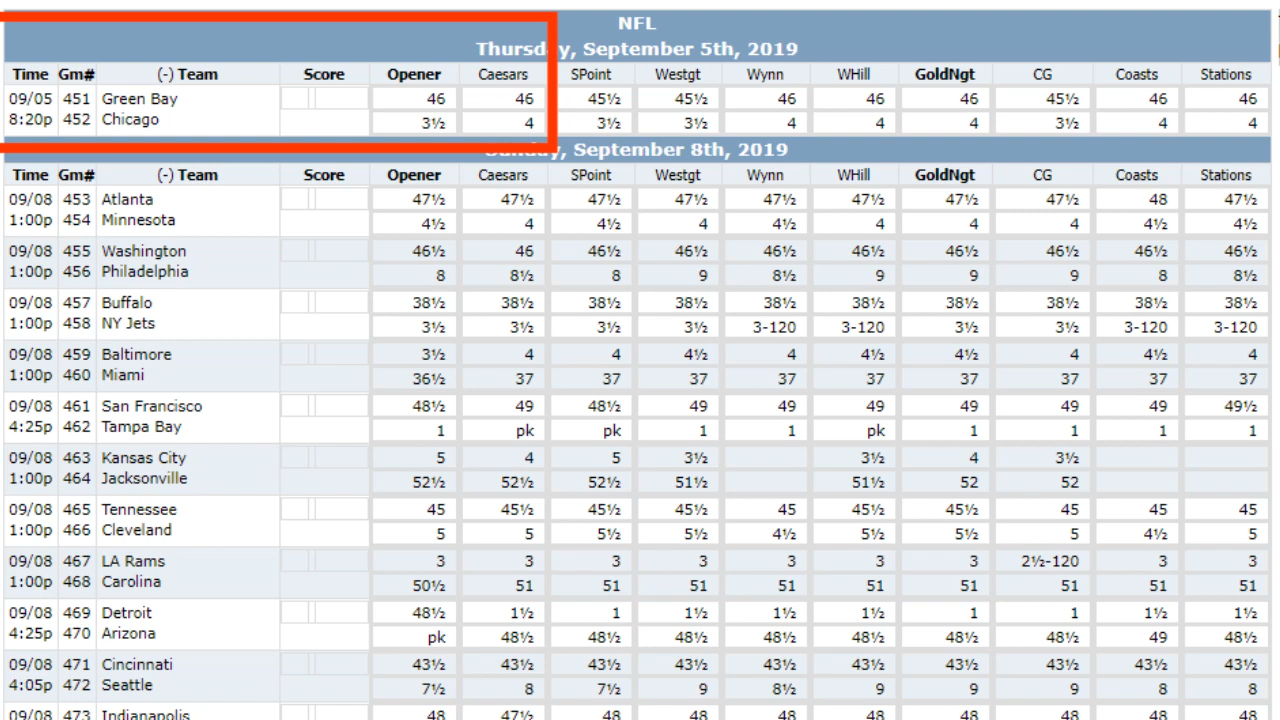 NFL
Thursday, September 5th, 2019
Time Gm# (-) Team Score Opener Caesars SPoint Westgt Wynn WHill GoldNgt CG Coasts Stations
09/05 451 Green Bay 46 46 45½ 45½ 46 46 46 45½ 46 46
8:20p 452 Chicago 3½ 4 3½ 3½ 4 4 4 3½ 4 4
Sunday, September 8th, 2019
Time Gm# (-) Team Score Opener Caesars SPoint Westgt Wynn WHill GoldNgt CG Coasts Stations
09/08 453 Atlanta 47½ 47½ 47½ 47½ 47½ 47½ 47½ 47½ 48 47½
1:00p 454 Minnesota 4½ 4 4½ 4 4½ 4 4 4 4½ 4½
09/08 455 Washington 46½ 46 46½ 46½ 46½ 46½ 46½ 46½ 46½ 46½
1:00p 456 Philadelphia 8 8½ 8 9 8½ 9 9 9 8 8½
09/08 457 Buffalo 38½ 38½ 38½ 38½ 38½ 38½ 38½ 38½ 38½ 38½
1:00p 458 NY Jets 3½ 3½ 3½ 3½ 3-120 3-120 3½ 3½ 3-120 3-120
09/08 459 Baltimore 3½ 4 4 4½ 4 4½ 4½ 4 4½ 4
1:00p 460 Miami 36½ 37 37 37 37 37 37 37 37 37
09/08 461 San Francisco 48½ 49 48½ 49 49 49 49 49 49 49½
4:25p 462 Tampa Bay 1 pk pk 1 1 pk 1 1 1 1
09/08 463 Kansas City 5 4 5 3½ 3½ 4 3½
1:00p 464 Jacksonville 52½ 52½ 52½ 51½ 51½ 52 52
09/08 465 Tennessee 45 45½ 45½ 45½ 45 45½ 45½ 45 45 45
1:00p 466 Cleveland 5 5 5½ 5½ 4½ 5½ 5½ 5 4½ 5
09/08 467 LA Rams 3 3 3 3 3 3 3 2½-120 3 3
1:00p 468 Carolina 50½ 51 51 51 51 51 51 51 51 51
09/08 469 Detroit 48½ 1½ 1 1½ 1½ 1½ 1 1 1½ 1½
4:25p 470 Arizona pk 48½ 48½ 48½ 48½ 48½ 48½ 48½ 49 48½
09/08 471 Cincinnati 43½ 43½ 43½ 43½ 43½ 43½ 43½ 43½ 43½ 43½
4:05p 472 Seattle 7½ 8 7½ 9 8½ 9 9 9 8 8
09/08 473 Indianapolis 48 47½ 48 48 48 48 48 48 48 48